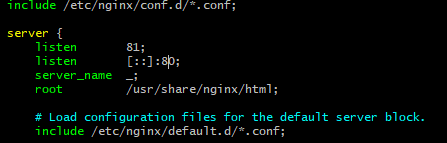 include /etc/nginx/conf.d/*.conf;
server {
listen 81;
listen [::]:80;
server_name _;
root /usr/share/nginx/html;
# Load configuration files for the default server block.
include /etc/nginx/default.d/*.conf;